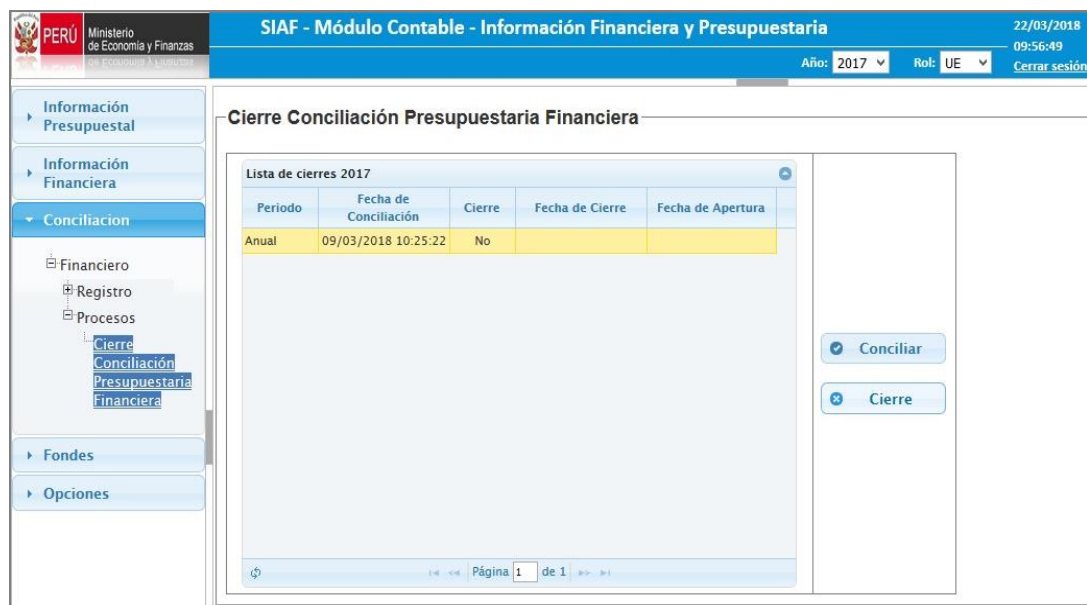 PERÚ
Ministerio
de Economía y Finanzas
SIAF - Módulo Contable - Información Financiera y Presupuestaria
22/03/2018
09:56:49
Año: 2017 Rol: UE
Cerrar sesión
Información
Presupuestal
Información
Financiera
Conciliacion
Financiero
Registro
Procesos
Cierre
Conciliación
Presupuestaria
Financiera
Fondes
Opciones
Cierre Conciliación Presupuestaria Financiera
Lista de cierres 2017
Periodo
Fecha de
Conciliación
Cierre
Fecha de Cierre
Fecha de Apertura
Anual 09/03/2018 10:25:22 No
Página 1 de 1
Conciliar
Cierre